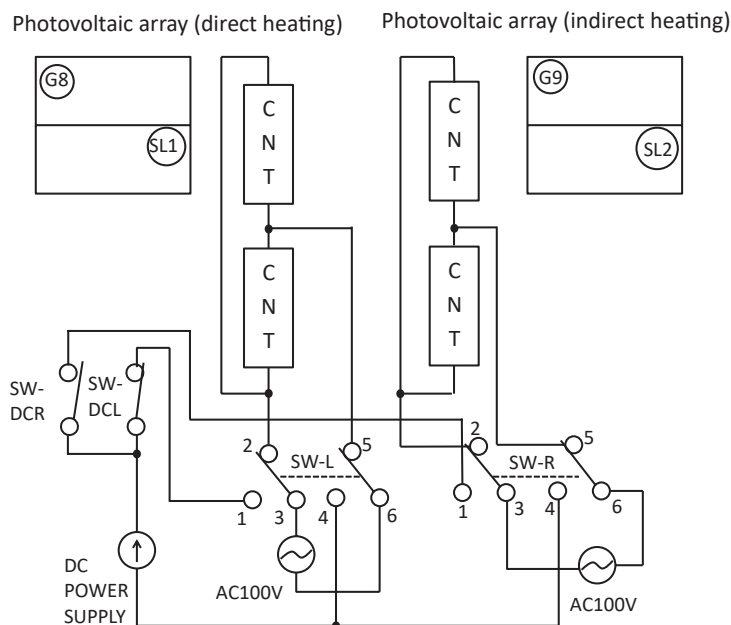 Photovoltaic array (direct heating)
Photovoltaic array (indirect heating)
G8
SL1
C
N
T
C
N
T
C
N
T
C
N
T
G9
SL2
SW-
DCR
SW-
DCL
2
5
SW-L
1
3
4
6
2
5
SW-R
1
3
4
6
DC
POWER
SUPPLY
AC100V
AC100V